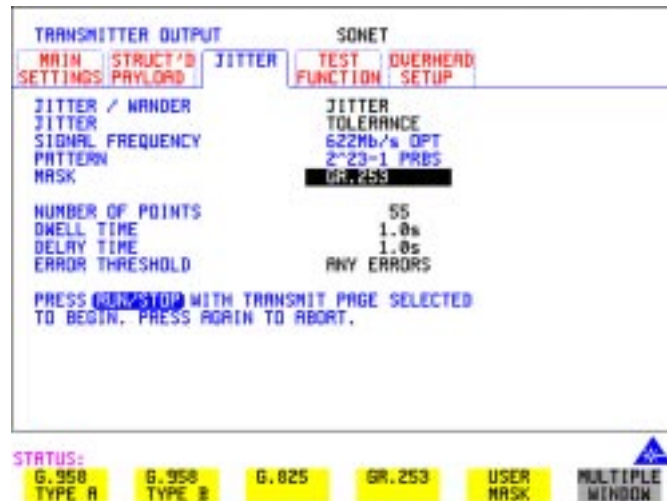 TRANSMITTER OUTPUT SONET
MAIN SETTINGS STRUCT'D PAYLOAD JITTER TEST FUNCTION OVERHEAD SETUP
JITTER / WANDER JITTER
JITTER TOLERANCE
SIGNAL FREQUENCY 622Mb/s OPT
PATTERN 2^23-1 PRBS
MASK GR.253
NUMBER OF POINTS 55
DWELL TIME 1.0s
DELAY TIME 1.0s
ERROR THRESHOLD ANY ERRORS
PRESS RUN/STOP WITH TRANSMIT PAGE SELECTED
TO BEGIN. PRESS AGAIN TO ABORT.
STATUS:
G.958 TYPE A G.958 TYPE B G.825 GR.253 USER MASK MULTIPLE WINDOW